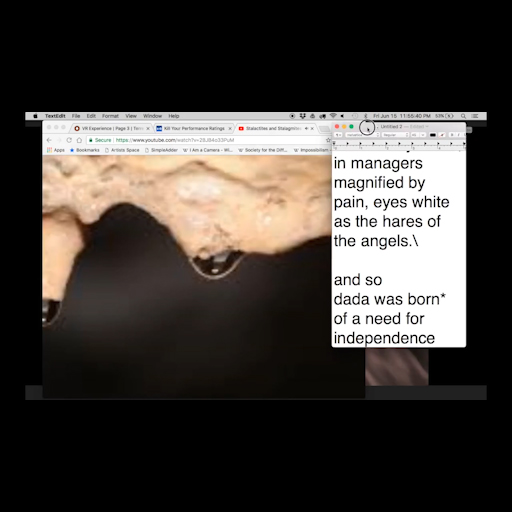 TextEdit File Edit Format View Window Help Fri Jun 15 11:55:40 PM 53%
VR Experience | Page 3 | Kill Your Performance Ratings Stalactites and Stalagmites
Untitled 2 — Edited
Secure https://www.youtube.com/
Apps Bookmarks Artists Space SimpleAdder I Am a Camera - Wi... Society for the Diff... Impossibilism
in managers
magnified by
pain, eyes white
as the hares of
the angels.\
and so
dada was born*
of a need for
independence